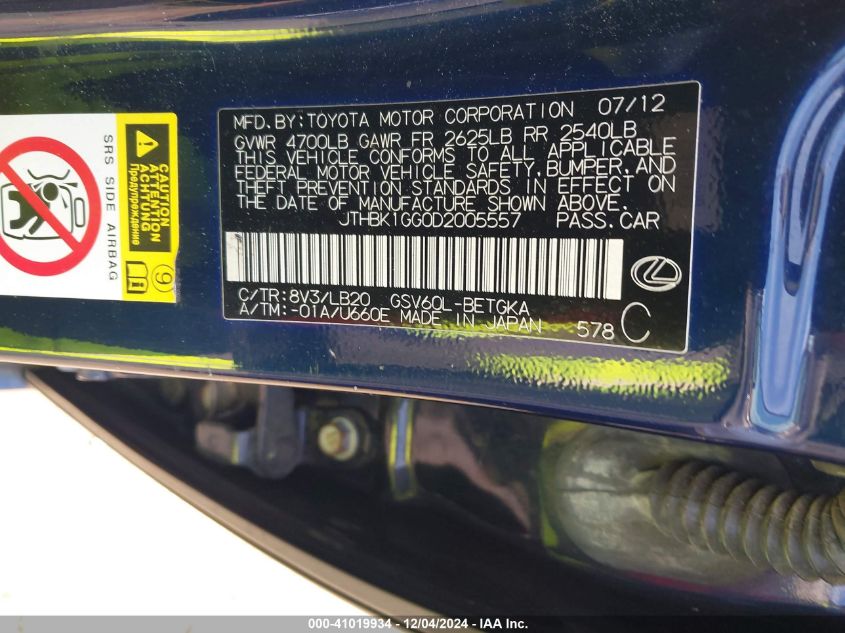 MFD. BY: TOYOTA MOTOR CORPORATION 07/12
GVWR 4700LB GAWR FR 2625LB RR 2540LB
THIS VEHICLE CONFORMS TO ALL APPLICABLE
FEDERAL MOTOR VEHICLE SAFETY, BUMPER, AND
THEFT PREVENTION STANDARDS IN EFFECT ON
THE DATE OF MANUFACTURE SHOWN ABOVE.
JTHBK1GG0D2005557 PASS. CAR
C/TR: 8V3/LB20 GSV60L-BETGKA
A/TM: -01A/U660E MADE IN JAPAN 578 C
SRS SIDE AIRBAG
CAUTION
ATTENTION
ACHTUNG
Предупреждение
9
000-41019934 - 12/04/2024 - IAA Inc.